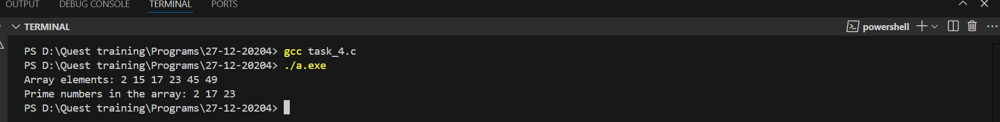 OUTPUT DEBUG CONSOLE TERMINAL PORTS
TERMINAL powershell
PS D:\Quest training\Programs\27-12-20204> gcc task_4.c
PS D:\Quest training\Programs\27-12-20204> ./a.exe
Array elements: 2 15 17 23 45 49
Prime numbers in the array: 2 17 23
PS D:\Quest training\Programs\27-12-20204>